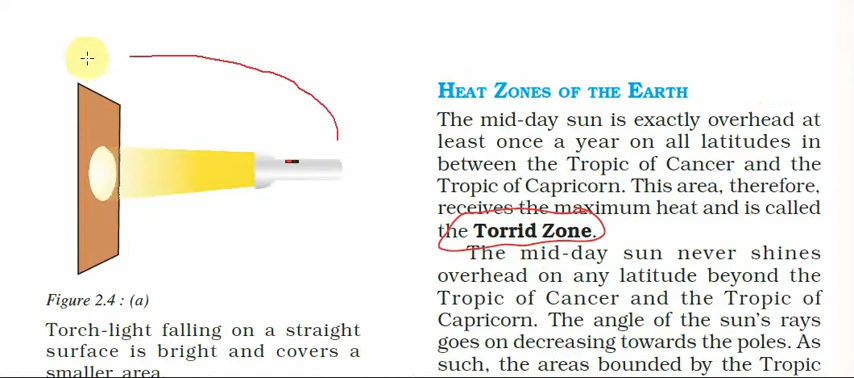 Figure 2.4 : (a)
Torch-light falling on a straight
surface is bright and covers a
smaller area
HEAT ZONES OF THE EARTH
The mid-day sun is exactly overhead at
least once a year on all latitudes in
between the Tropic of Cancer and the
Tropic of Capricorn. This area, therefore,
receives the maximum heat and is called
the Torrid Zone.
The mid-day sun never shines
overhead on any latitude beyond the
Tropic of Cancer and the Tropic of
Capricorn. The angle of the sun's rays
goes on decreasing towards the poles. As
such, the areas bounded by the Tropic